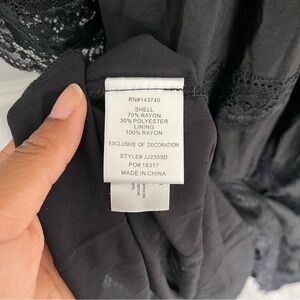 RN#143740
SHELL
70% RAYON
30% POLYESTER
LINING
100% RAYON
EXCLUSIVE OF DECORATION
STYLE# JJ2359D
PO# 18317
MADE IN CHINA